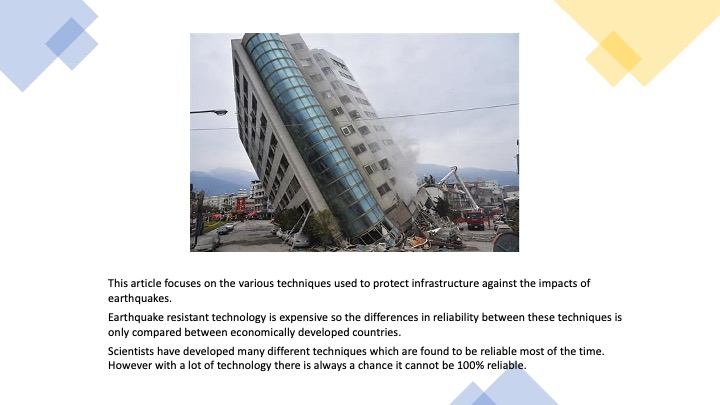 This article focuses on the various techniques used to protect infrastructure against the impacts of
earthquakes.
Earthquake resistant technology is expensive so the differences in reliability between these techniques is
only compared between economically developed countries.
Scientists have developed many different techniques which are found to be reliable most of the time.
However with a lot of technology there is always a chance it cannot be 100% reliable.